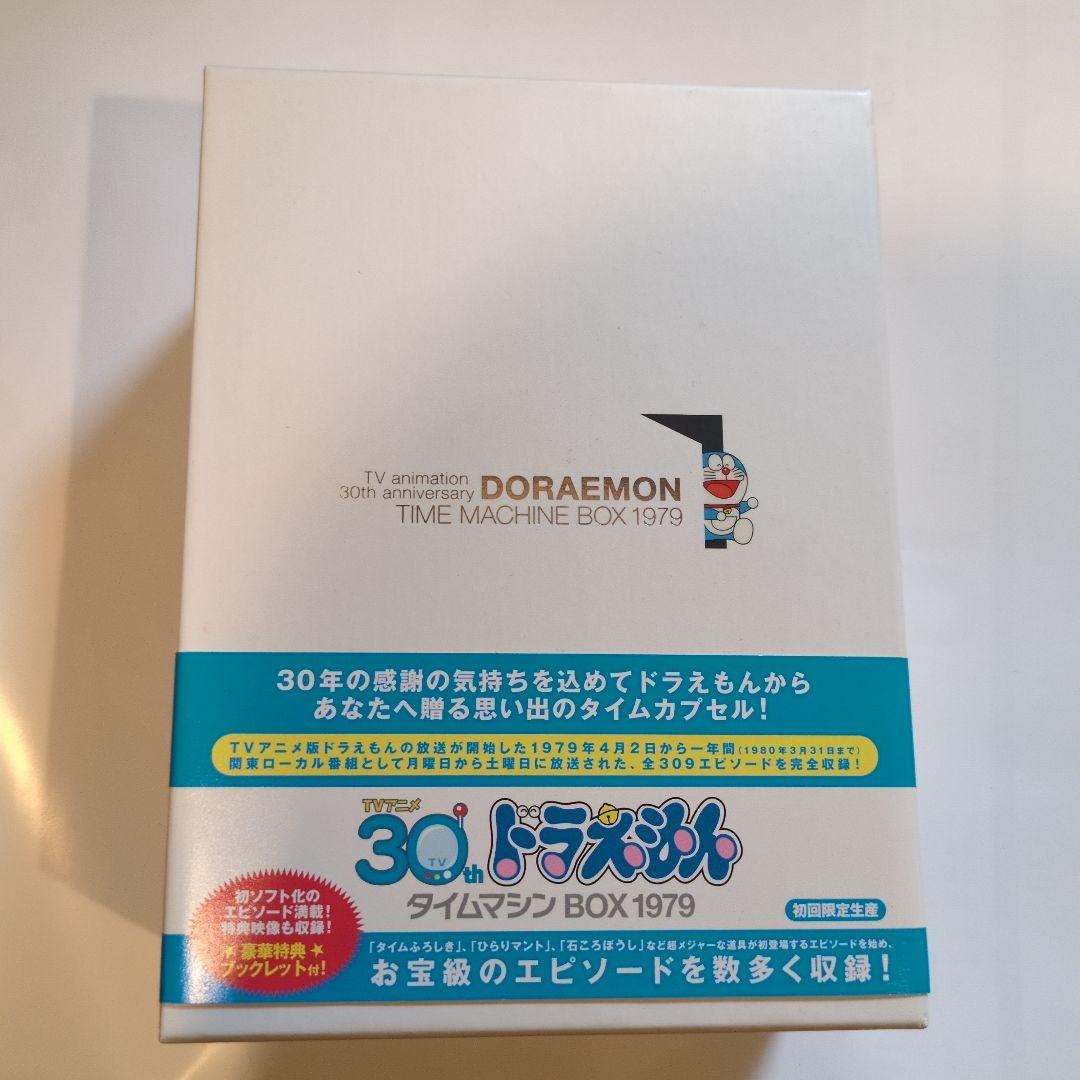 TV animation
30th anniversary DORAEMON
TIME MACHINE BOX 1979
30年の感謝の気持ちを込めてドラえもんから
あなたへ贈る思い出のタイムカプセル!
TVアニメ版ドラえもんの放送が開始した1979年4月2日から一年間(1980年3月31日まで)
関東ローカル番組として月曜日から土曜日に放送された、全309エピソードを完全収録!
TVアニメ
30th
TV
ドラえもん
タイムマシン BOX 1979
初回限定生産
初ソフト化の
エピソード満載!
特典映像も収録!
★豪華特典★
ブックレット付!
「タイムふろしき」、「ひらりマント」、「石ころぼうし」など超メジャーな道具が初登場するエピソードを始め、
お宝級のエピソードを数多く収録!